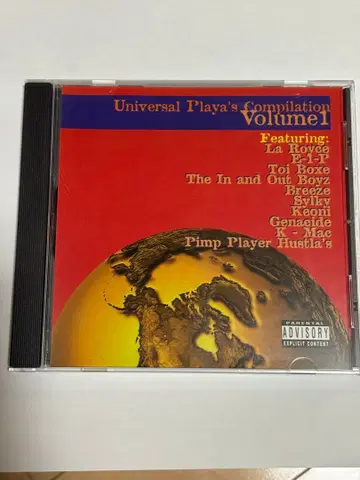 Universal Playa's Compilation
Volume1
Featuring:
La Royce
E-1-P
Toi Boxe
The In and Out Boyz
Breeze
Sylky
Keoni
Genacide
K - Mac
Pimp Player Hustla's
PARENTAL
ADVISORY
EXPLICIT CONTENT